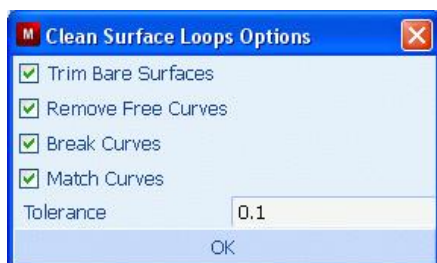 M Clean Surface Loops Options
Trim Bare Surfaces
Remove Free Curves
Break Curves
Match Curves
Tolerance 0.1
OK